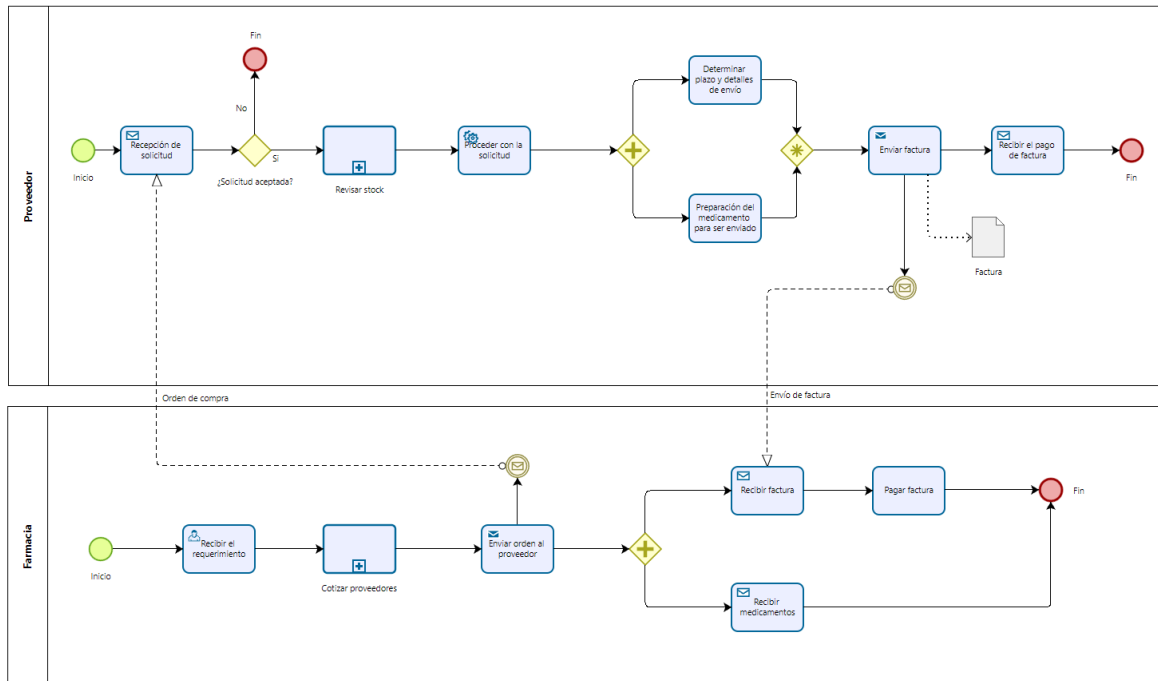 Proveedor
Fin
No
Inicio
Recepción de
solicitud
Si
¿Solicitud aceptada?
Revisar stock
Proceder con la
solicitud
Determinar
plazo y detalles
de envío
Preparación del
medicamento
para ser enviado
Enviar factura
Recibir el pago
de factura
Fin
Factura
Orden de compra
Envío de factura
Farmacia
Inicio
Recibir el
requerimiento
Cotizar proveedores
Enviar orden al
proveedor
Recibir factura
Pagar factura
Fin
Recibir
medicamentos